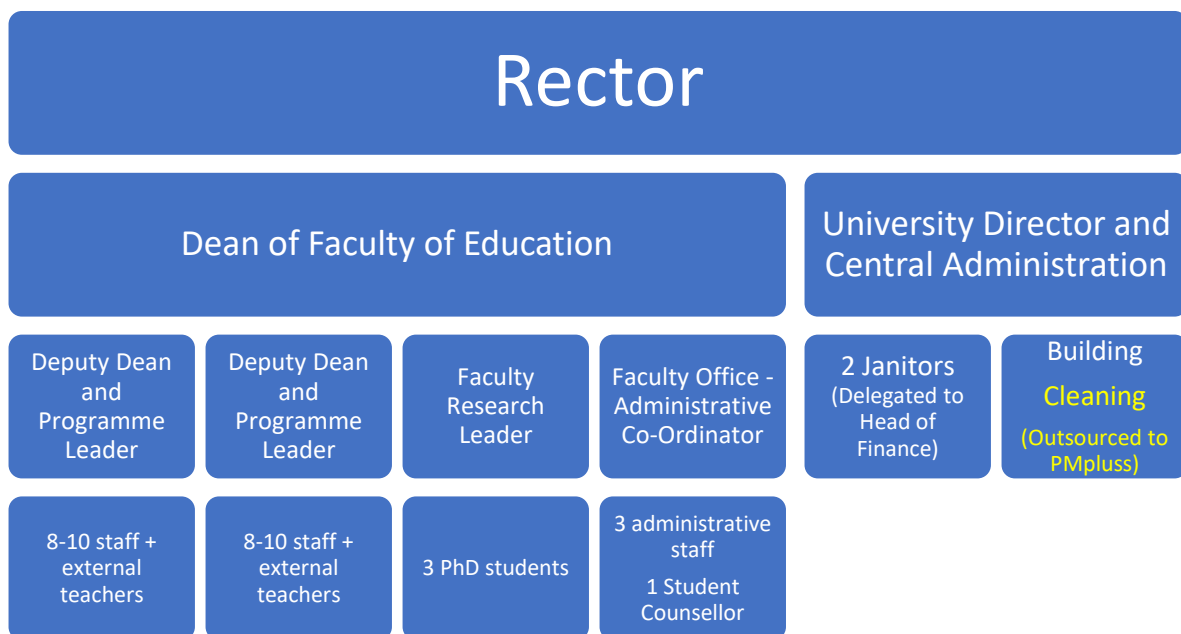 Rector
Dean of Faculty of Education
University Director and
Central Administration
Deputy Dean
and
Programme
Leader
Deputy Dean
and
Programme
Leader
Faculty
Research
Leader
Faculty Office -
Administrative
Co-Ordinator
2 Janitors
(Delegated to
Head of
Finance)
Building
Cleaning
(Outsourced to
PMpluss)
8-10 staff +
external
teachers
8-10 staff +
external
teachers
3 PhD students
3 administrative
staff
1 Student
Counsellor